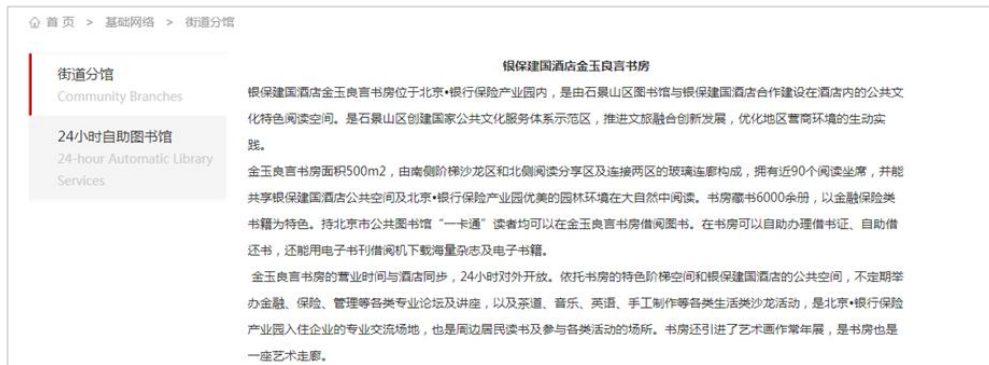 首 页 > 基础网络 > 街道分馆
街道分馆
Community Branches
24小时自助图书馆
24-hour Automatic Library
Services
银保建国酒店金玉良言书房
银保建国酒店金玉良言书房位于北京•银行保险产业园内，是由石景山区图书馆与银保建国酒店合作建设在酒店内的公共文
化特色阅读空间。是石景山区创建国家公共文化服务体系示范区，推进文旅融合创新发展，优化地区营商环境的生动实
践。
金玉良言书房面积500m2，由南侧阶梯沙龙区和北侧阅读分享区及连接两区的玻璃连廊构成，拥有近90个阅读坐席，并能
共享银保建国酒店公共空间及北京•银行保险产业园优美的园林环境在大自然中阅读。书房藏书6000余册，以金融保险类
书籍为特色。持北京市公共图书馆“一卡通”读者均可以在金玉良言书房借阅图书。在书房可以自助办理借书证、自助借
还书，还能用电子书刊借阅机下载海量杂志及电子书籍。
金玉良言书房的营业时间与酒店同步，24小时对外开放。依托书房的特色阶梯空间和银保建国酒店的公共空间，不定期举
办金融、保险、管理等各类专业论坛及讲座，以及茶道、音乐、英语、手工制作等各类生活类沙龙活动，是北京•银行保险
产业园入住企业的专业交流场地，也是周边居民读书及参与各类活动的场所。书房还引进了艺术画作常年展，是书房也是
一座艺术走廊。